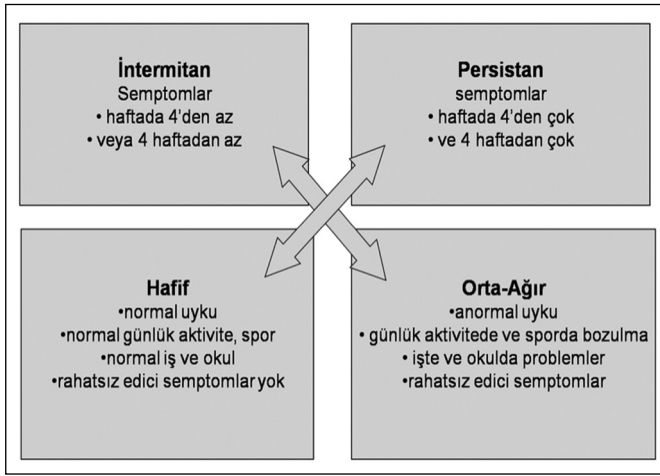 İntermitan
Semptomlar
• haftada 4'den az
• veya 4 haftadan az
Persistan
semptomlar
• haftada 4'den çok
• ve 4 haftadan çok
Hafif
•normal uyku
•normal günlük aktivite, spor
•normal iş ve okul
•rahatsız edici semptomlar yok
Orta-Ağır
•anormal uyku
• günlük aktivitede ve sporda bozulma
• işte ve okulda problemler
•rahatsız edici semptomlar